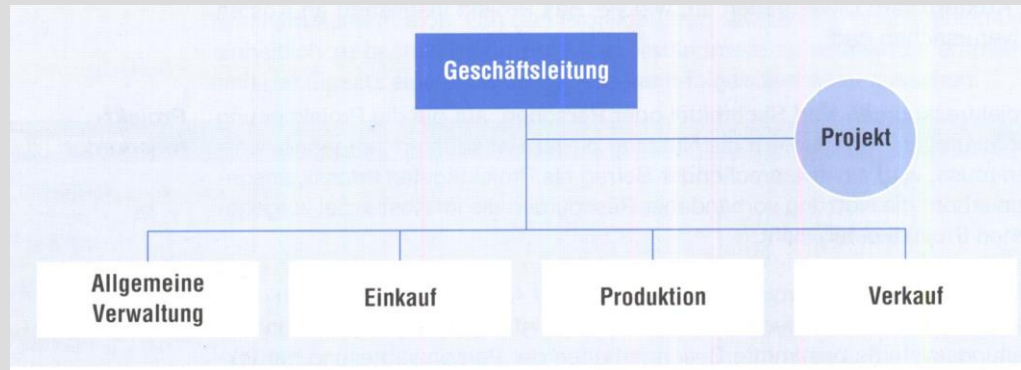 Geschäftsleitung
Projekt
Allgemeine
Verwaltung
Einkauf
Produktion
Verkauf